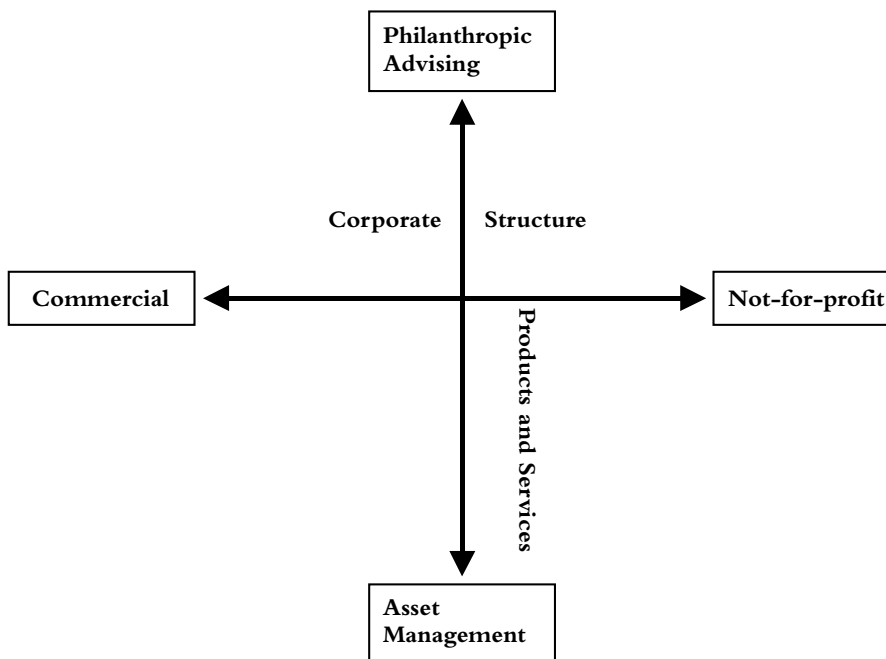 Philanthropic
Advising
Corporate Structure
Commercial
Not-for-profit
Products and Services
Asset
Management